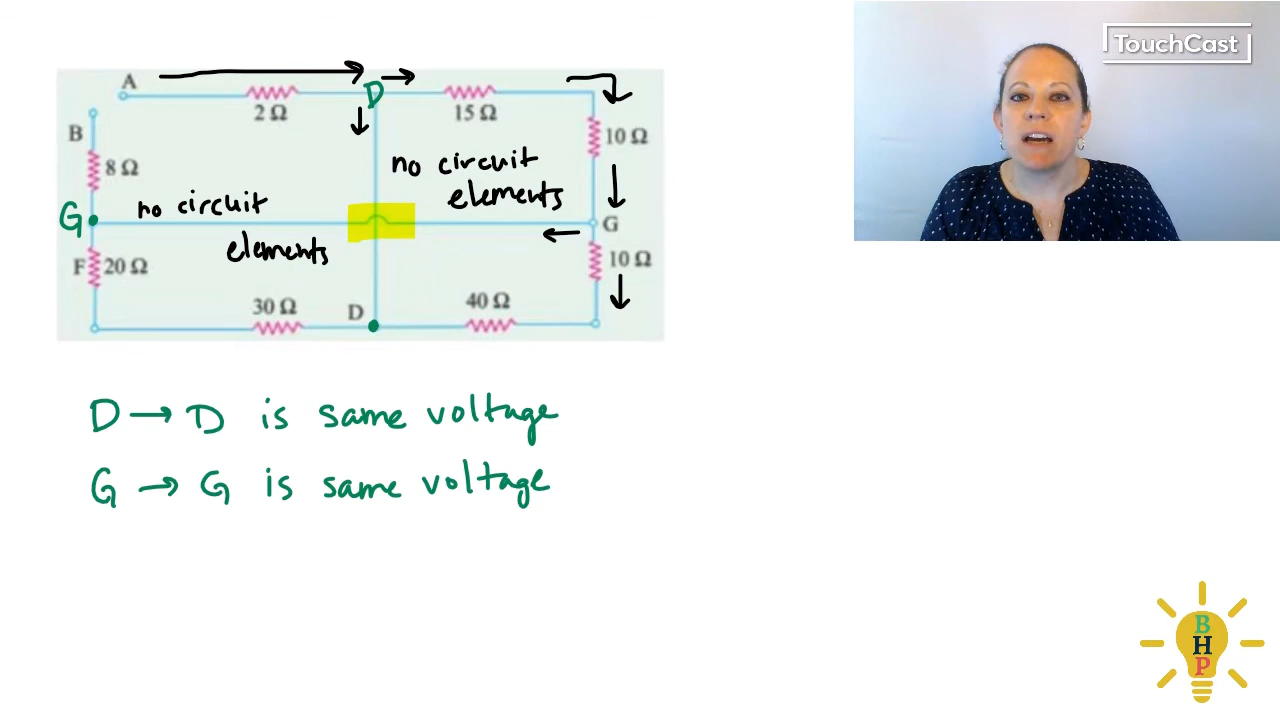 A
D
2 Ω
15 Ω
B
10 Ω
8 Ω
no circuit
elements
no circuit
elements
G
G
F
20 Ω
10 Ω
30 Ω
D
40 Ω
D → D is same voltage
G → G is same voltage
TouchCast
B
H
P